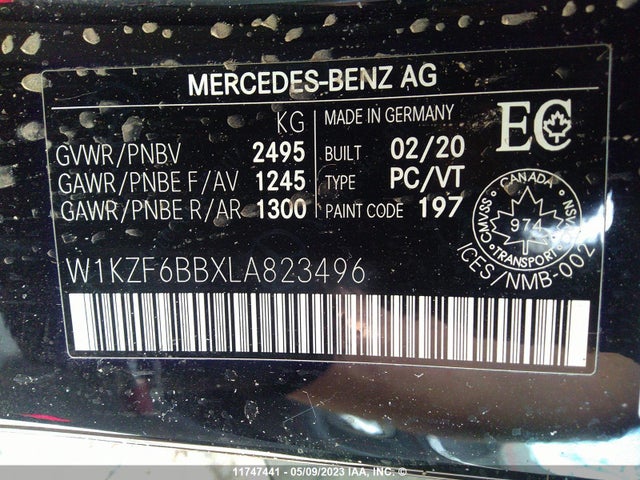 MERCEDES-BENZ AG
KG
MADE IN GERMANY
EC
GVWR/PNBV 2495
BUILT 02/20
GAWR/PNBE F/AV 1245
TYPE PC/VT
GAWR/PNBE R/AR 1300
PAINT CODE 197
CANADA
CMVSS
NSVAC
974
TRANSPORT
ICES/NMB-002
W1KZF6BBXLA823496
11747441 - 05/09/2023 IAA, INC. ©